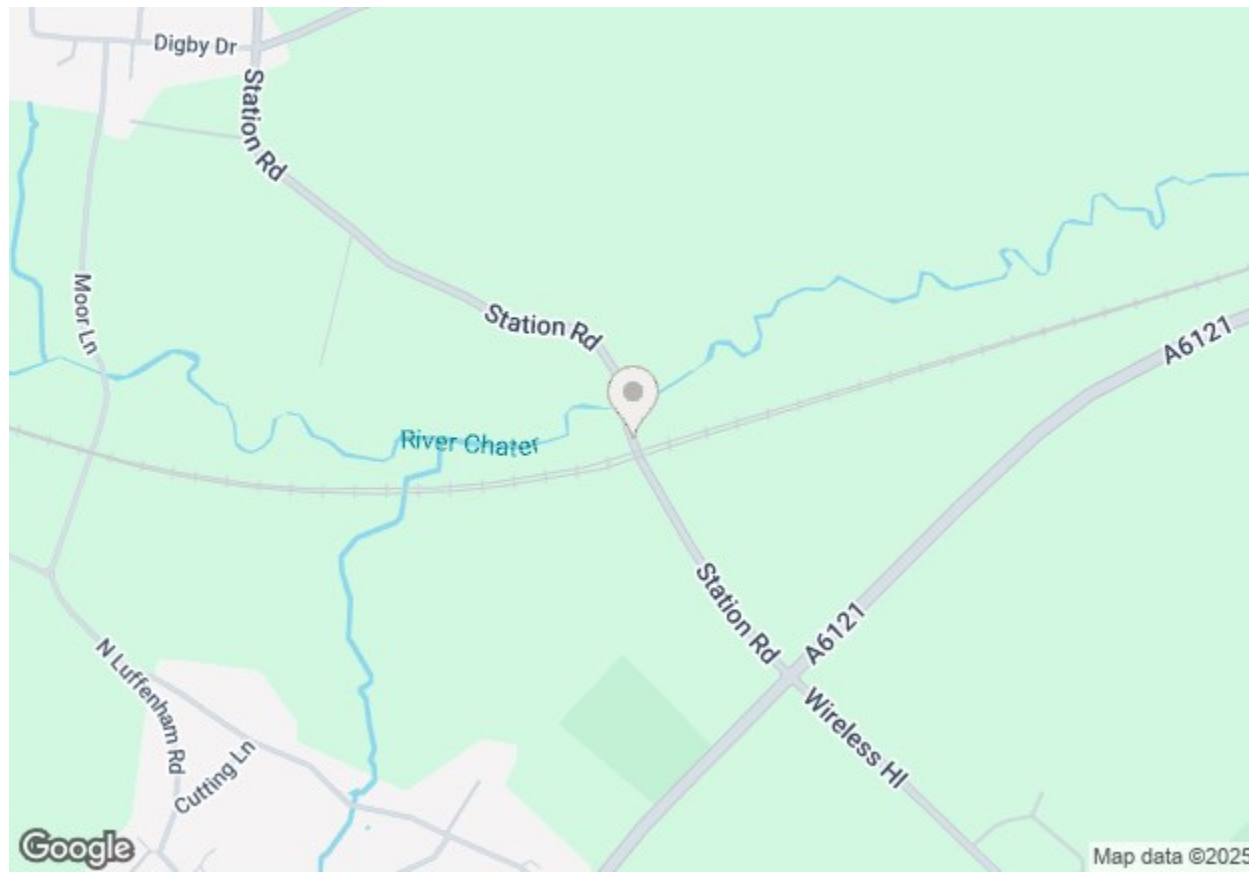 Digby Dr
Station Rd
Moor Ln
Station Rd
A6121
River Chater
Station Rd
A6121
N Luffenham Rd
Cutting Ln
Wireless Hl
Google
Map data ©2025